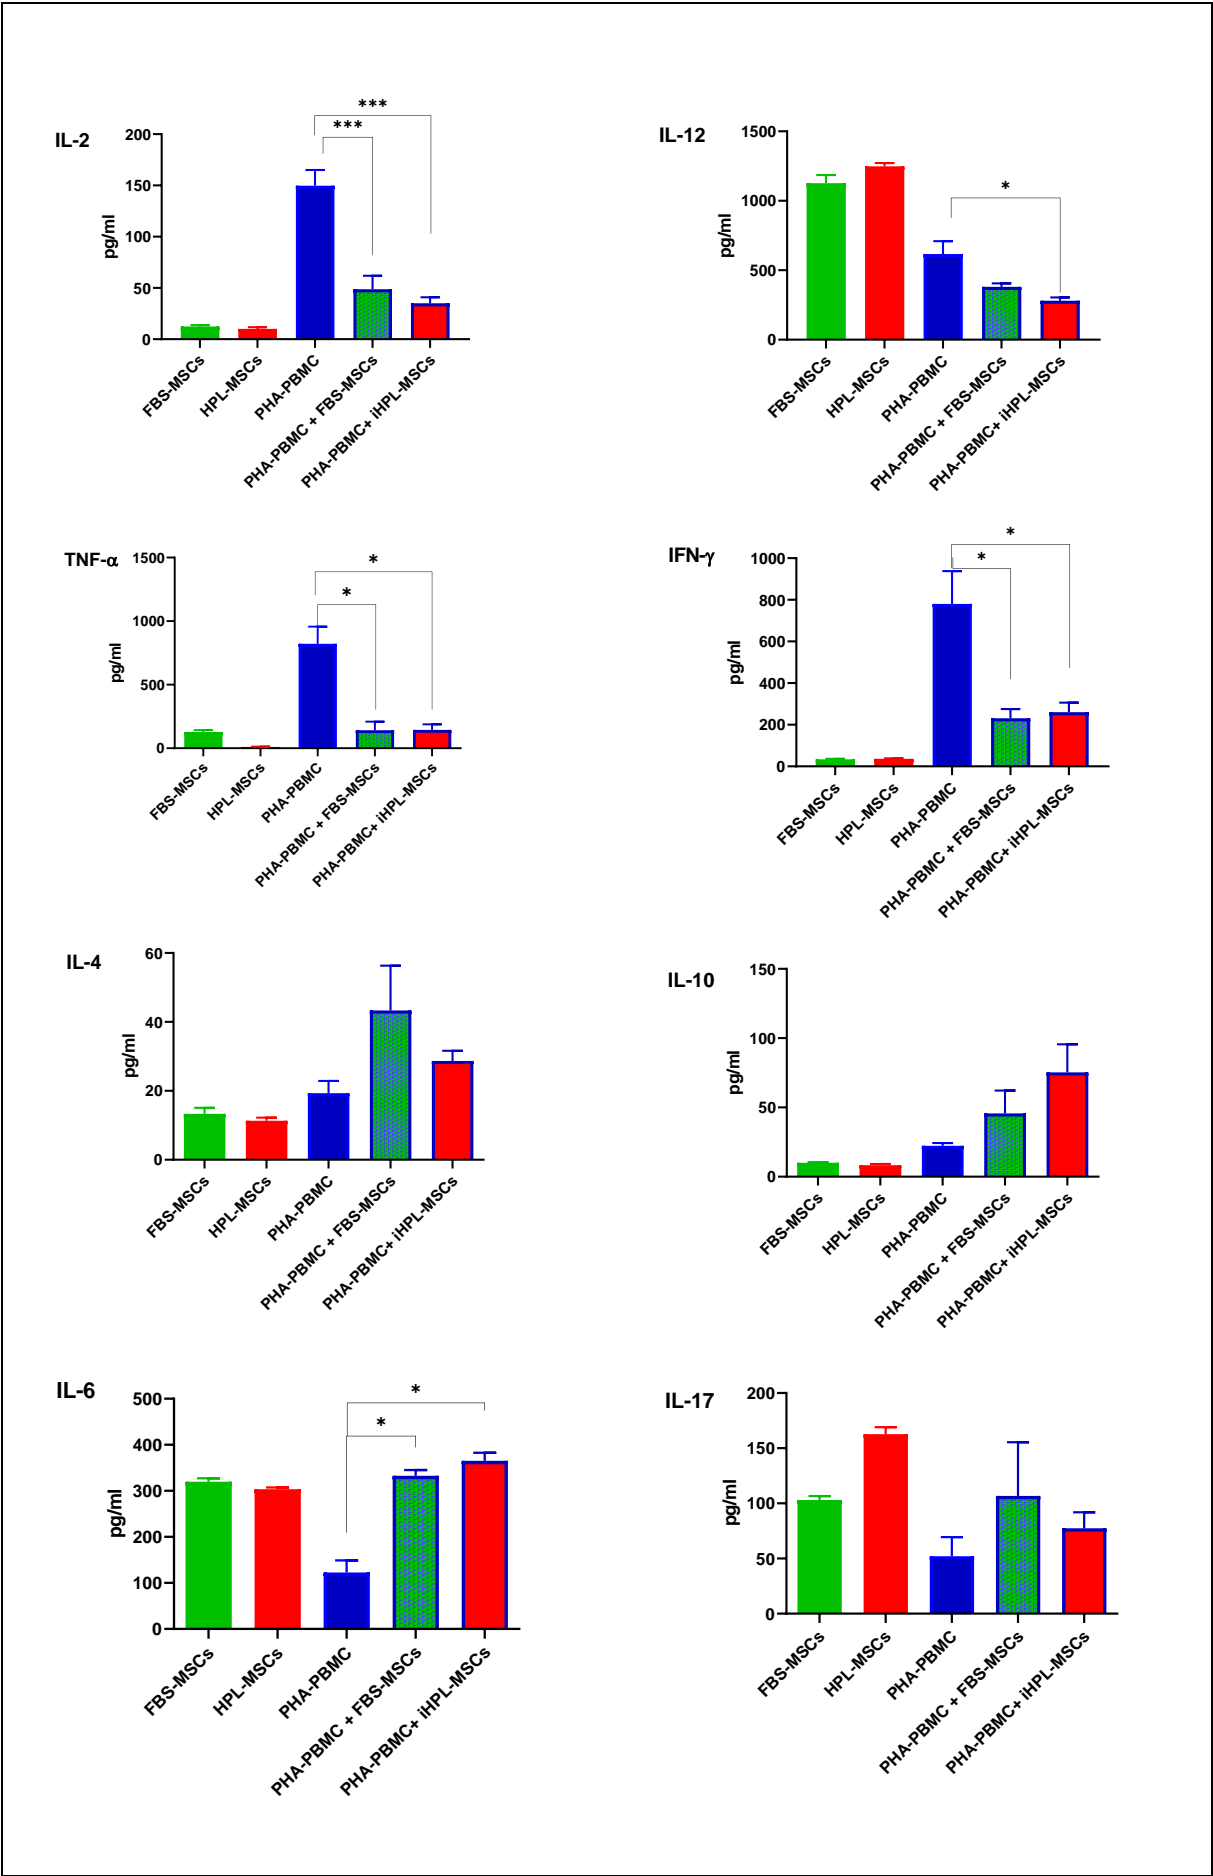 IL-2
pg/ml
200
150
100
50
0
***
***
FBS-MSCs
HPL-MSCs
PHA-PBMC
PHA-PBMC + FBS-MSCs
PHA-PBMC+ iHPL-MSCs
IL-12
pg/ml
1500
1000
500
0
*
FBS-MSCs
HPL-MSCs
PHA-PBMC
PHA-PBMC + FBS-MSCs
PHA-PBMC+ iHPL-MSCs
TNF-α
pg/ml
1500
1000
500
0
*
*
FBS-MSCs
HPL-MSCs
PHA-PBMC
PHA-PBMC + FBS-MSCs
PHA-PBMC+ iHPL-MSCs
IFN-γ
pg/ml
1000
800
600
400
200
0
*
*
FBS-MSCs
HPL-MSCs
PHA-PBMC
PHA-PBMC + FBS-MSCs
PHA-PBMC+ iHPL-MSCs
IL-4
pg/ml
60
40
20
0
FBS-MSCs
HPL-MSCs
PHA-PBMC
PHA-PBMC + FBS-MSCs
PHA-PBMC+ iHPL-MSCs
IL-10
pg/ml
150
100
50
0
FBS-MSCs
HPL-MSCs
PHA-PBMC
PHA-PBMC + FBS-MSCs
PHA-PBMC+ iHPL-MSCs
IL-6
pg/ml
500
400
300
200
100
0
*
*
FBS-MSCs
HPL-MSCs
PHA-PBMC
PHA-PBMC + FBS-MSCs
PHA-PBMC+ iHPL-MSCs
IL-17
pg/ml
200
150
100
50
0
FBS-MSCs
HPL-MSCs
PHA-PBMC
PHA-PBMC + FBS-MSCs
PHA-PBMC+ iHPL-MSCs